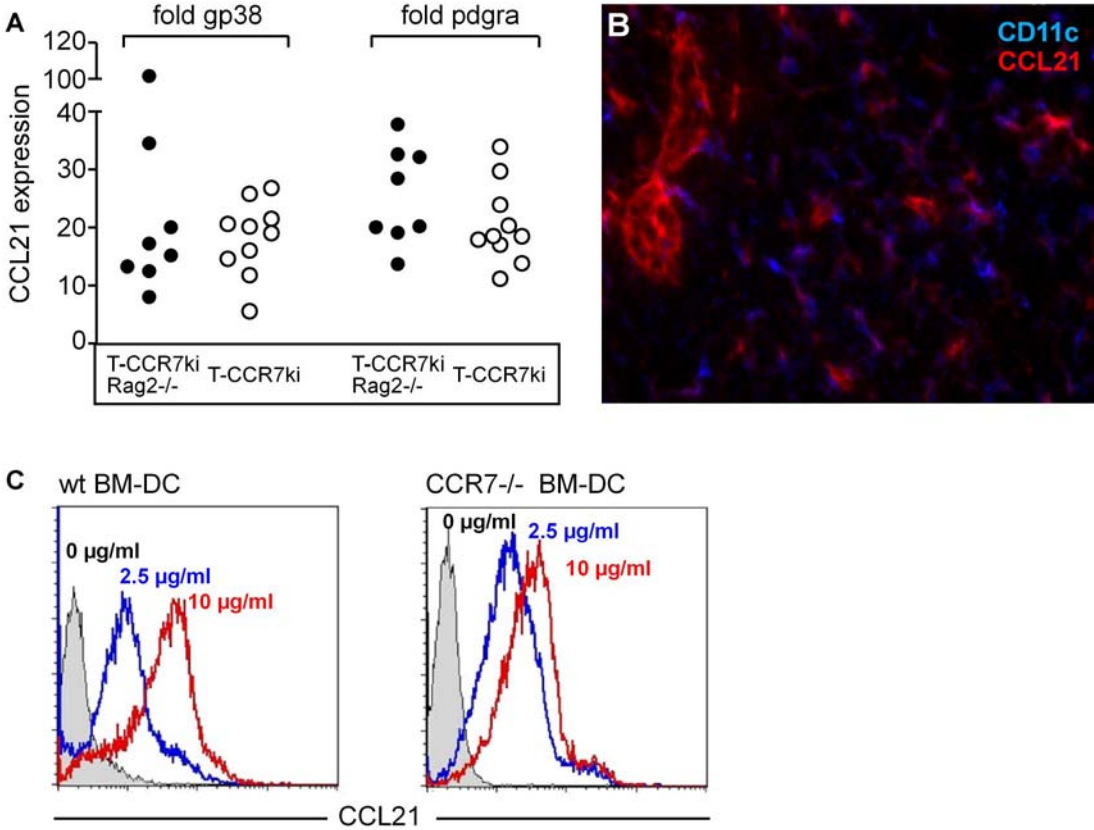 A
fold gp38
fold pdgra
CCL21 expression
120
100
40
30
20
10
0
T-CCR7ki
Rag2-/-
T-CCR7ki
T-CCR7ki
Rag2-/-
T-CCR7ki
B
CD11c
CCL21
C
wt BM-DC
0 µg/ml
2.5 µg/ml
10 µg/ml
CCR7-/- BM-DC
0 µg/ml
2.5 µg/ml
10 µg/ml
CCL21